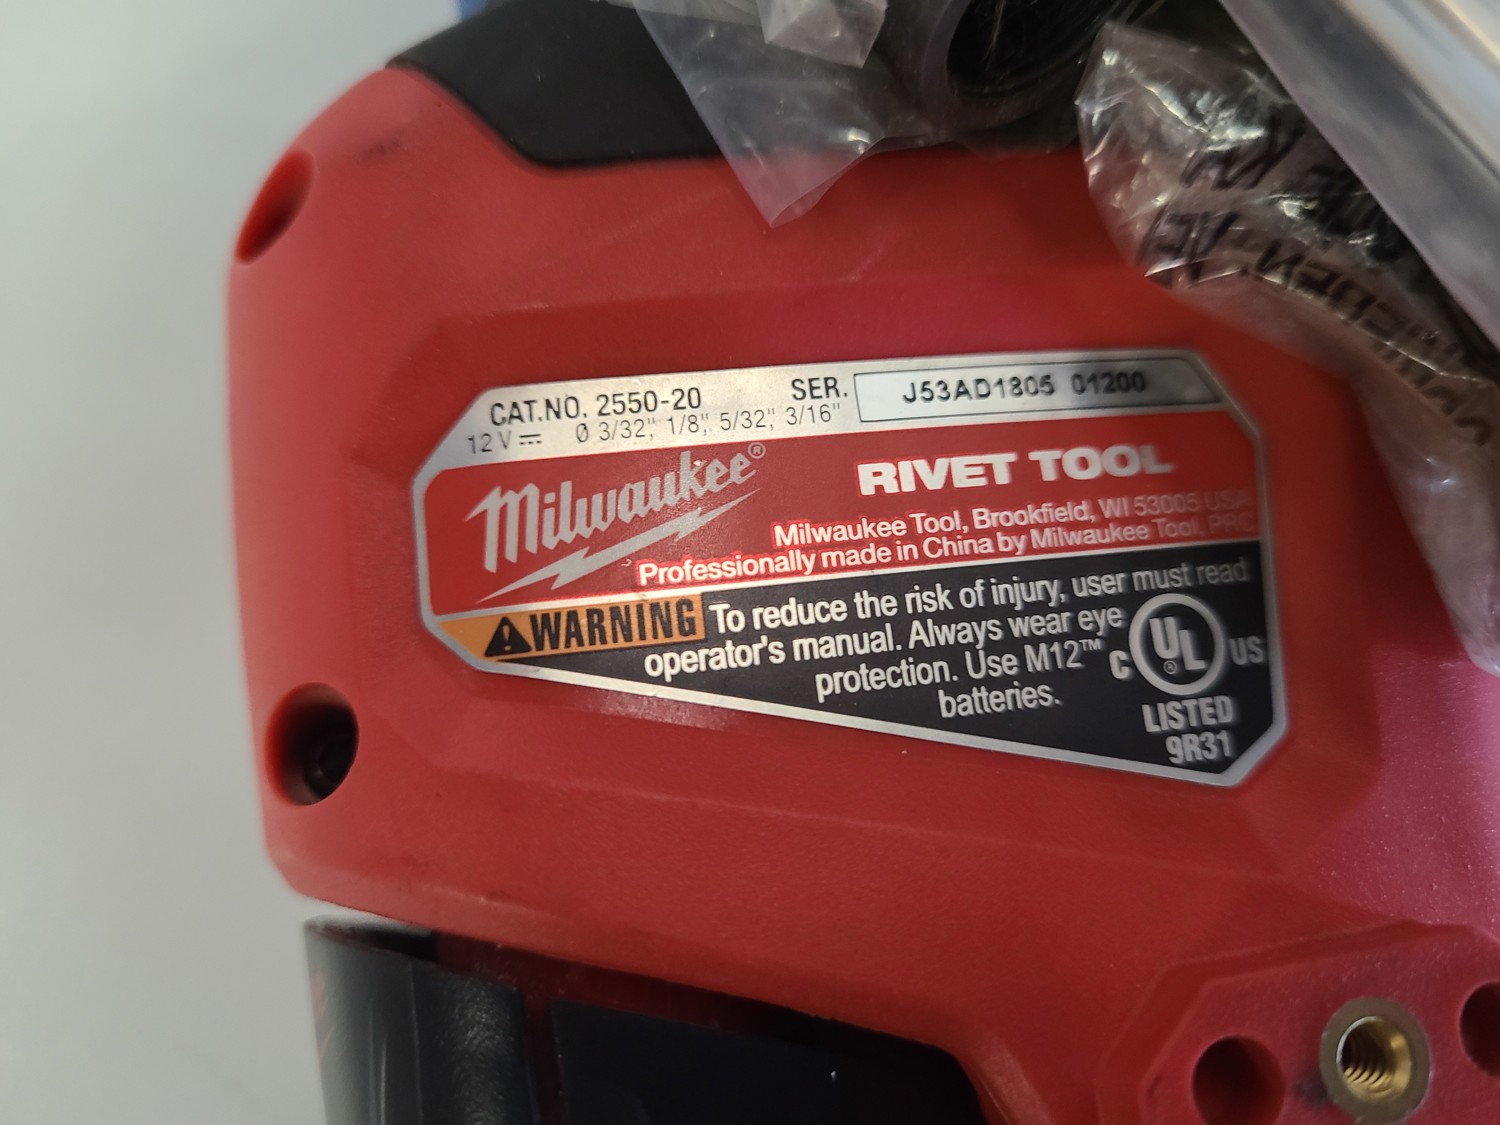 CAT.NO. 2550-20 SER. J53AD1805 01200
12 V ⎓ Ø 3/32", 1/8", 5/32", 3/16"
Milwaukee®
RIVET TOOL
Milwaukee Tool, Brookfield, WI 53005 USA
Professionally made in China by Milwaukee Tool, PRC
⚠WARNING To reduce the risk of injury, user must read
operator's manual. Always wear eye
protection. Use M12™
batteries.
C UL® US
LISTED
9R31